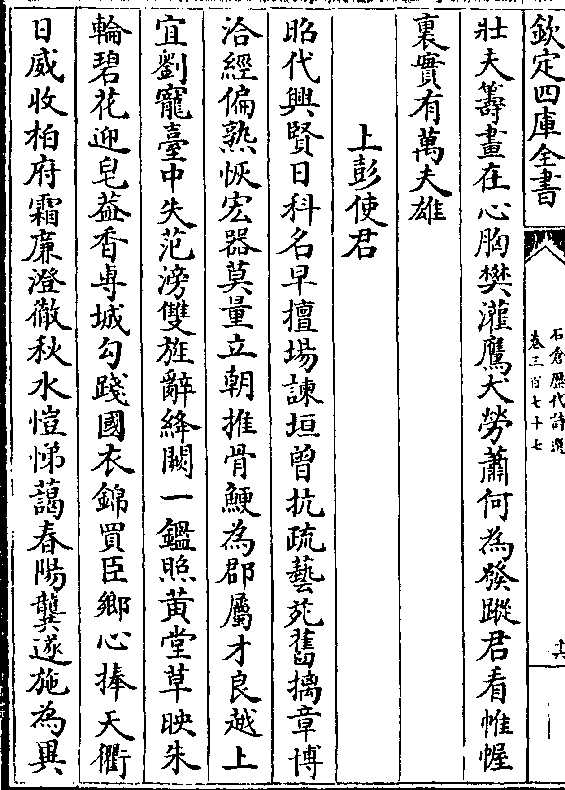 欽定四庫全書
石倉歷代詩選
卷三百七十七
十六
壯夫籌畫在心胸樊灌鷹犬勞蕭何為發蹤君看帷幄
裏實有萬夫雄
上彭使君
昭代興賢日科名早擅場諫垣曾抗疏藝苑舊摛章博
洽經偏熟恢宏器莫量立朝推骨鯁為郡屬才良越上
宜劉寵臺中失范滂雙旌辭絳闕一鑑照黃堂草映朱
輪碧花迎皂葢香專城勾踐國衣錦買臣鄉心捧天衢
日威收柏府霜廉澄徹秋水愷悌藹春陽龔遂施為異